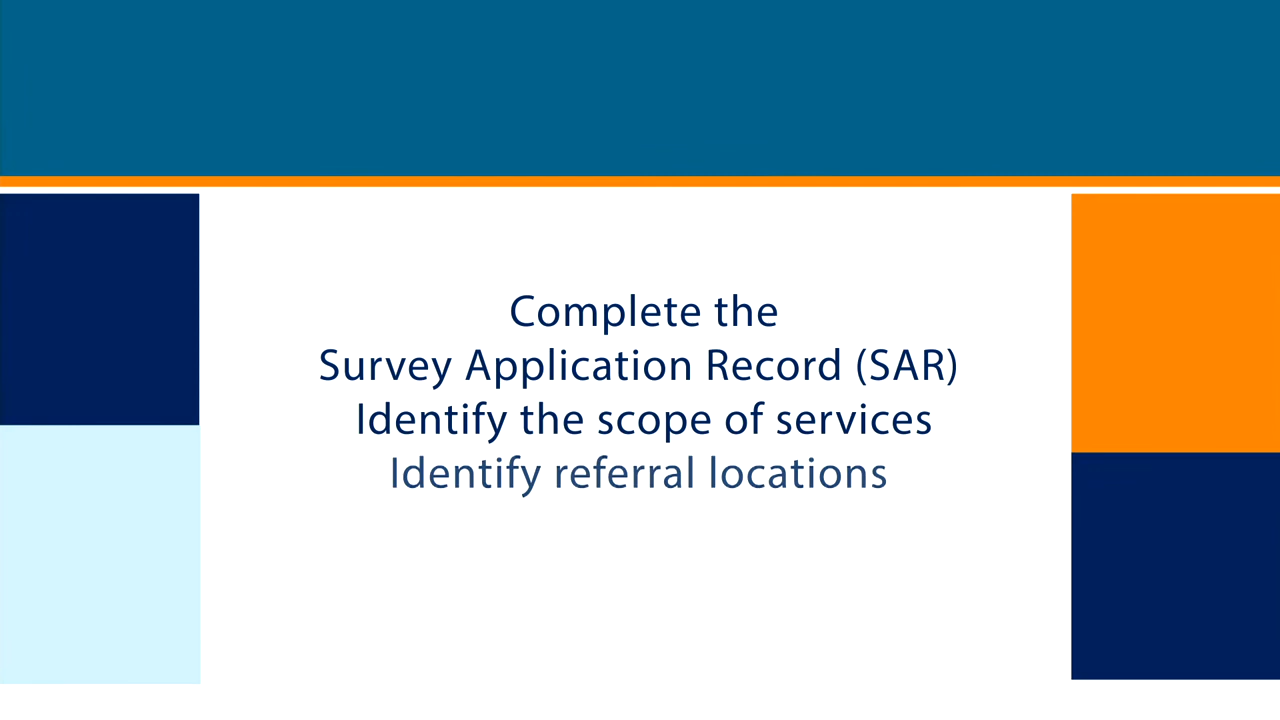 Complete the
Survey Application Record (SAR)
Identify the scope of services
Identify referral locations